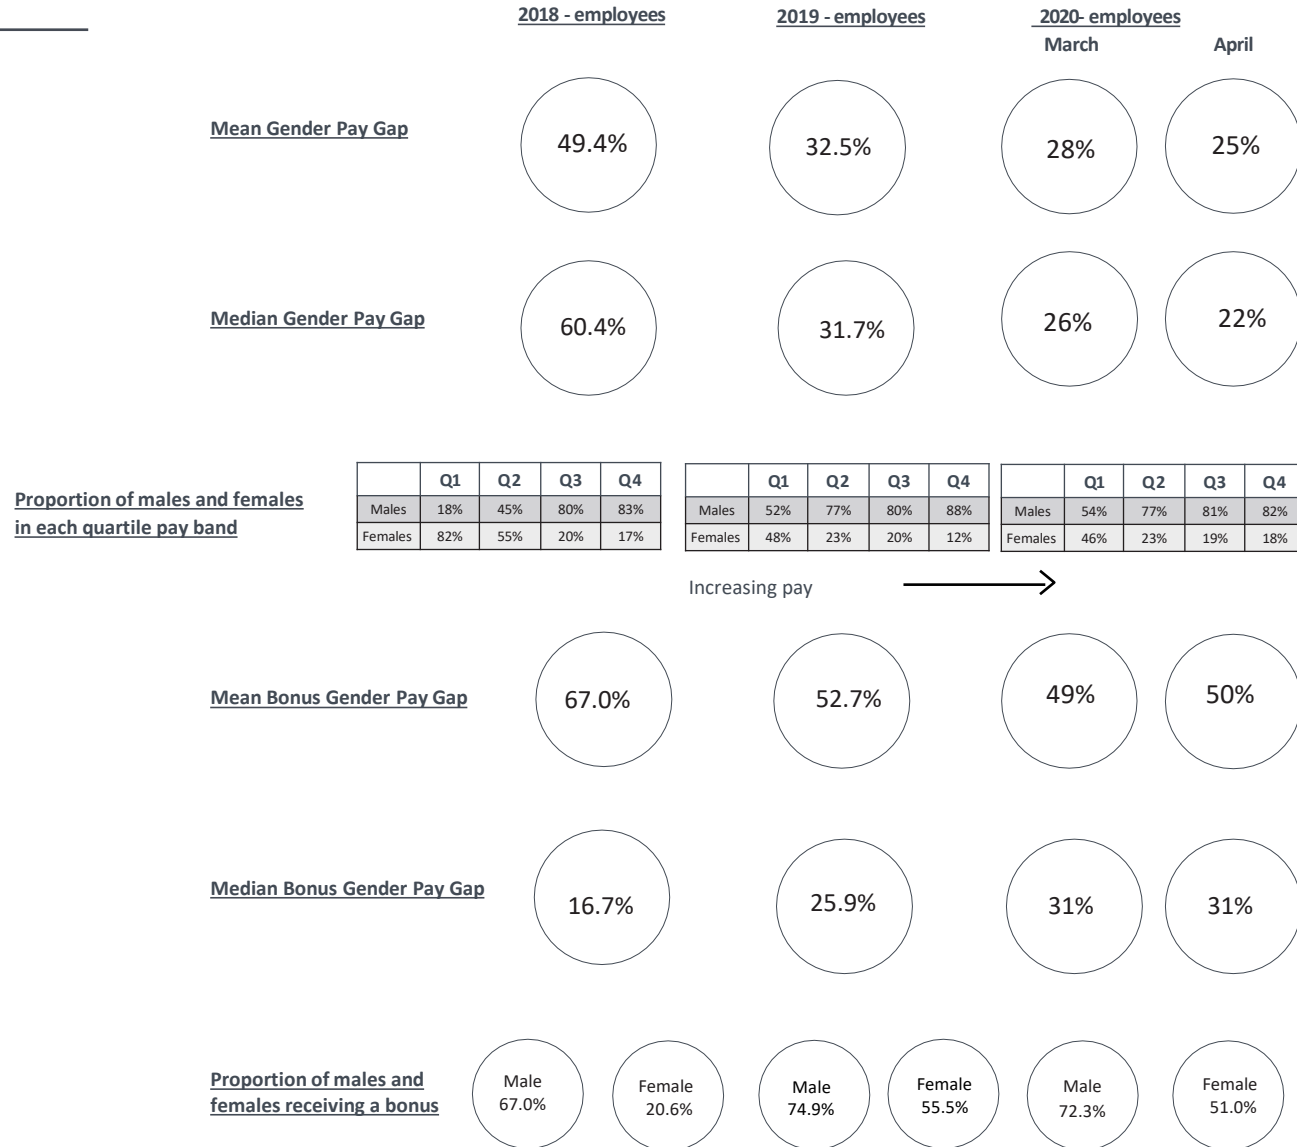 2018 - employees 2019 - employees 2020- employees
March April
Mean Gender Pay Gap 49.4% 32.5% 28% 25%
Median Gender Pay Gap 60.4% 31.7% 26% 22%
Proportion of males and females
in each quartile pay band
Q1 Q2 Q3 Q4
Males 18% 45% 80% 83%
Females 82% 55% 20% 17%
Q1 Q2 Q3 Q4
Males 52% 77% 80% 88%
Females 48% 23% 20% 12%
Q1 Q2 Q3 Q4
Males 54% 77% 81% 82%
Females 46% 23% 19% 18%
Increasing pay
Mean Bonus Gender Pay Gap 67.0% 52.7% 49% 50%
Median Bonus Gender Pay Gap 16.7% 25.9% 31% 31%
Proportion of males and
females receiving a bonus
Male
67.0%
Female
20.6%
Male
74.9%
Female
55.5%
Male
72.3%
Female
51.0%